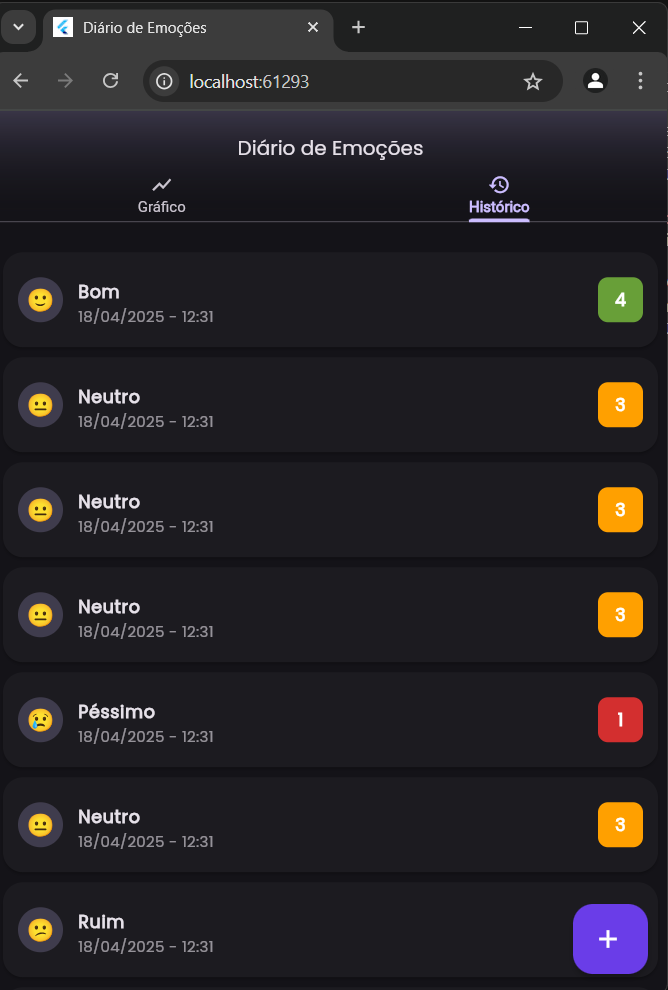 Diário de Emoções
localhost:61293
Diário de Emoções
Gráfico
Histórico
Bom
18/04/2025 - 12:31
4
Neutro
18/04/2025 - 12:31
3
Neutro
18/04/2025 - 12:31
3
Neutro
18/04/2025 - 12:31
3
Péssimo
18/04/2025 - 12:31
1
Neutro
18/04/2025 - 12:31
3
Ruim
18/04/2025 - 12:31